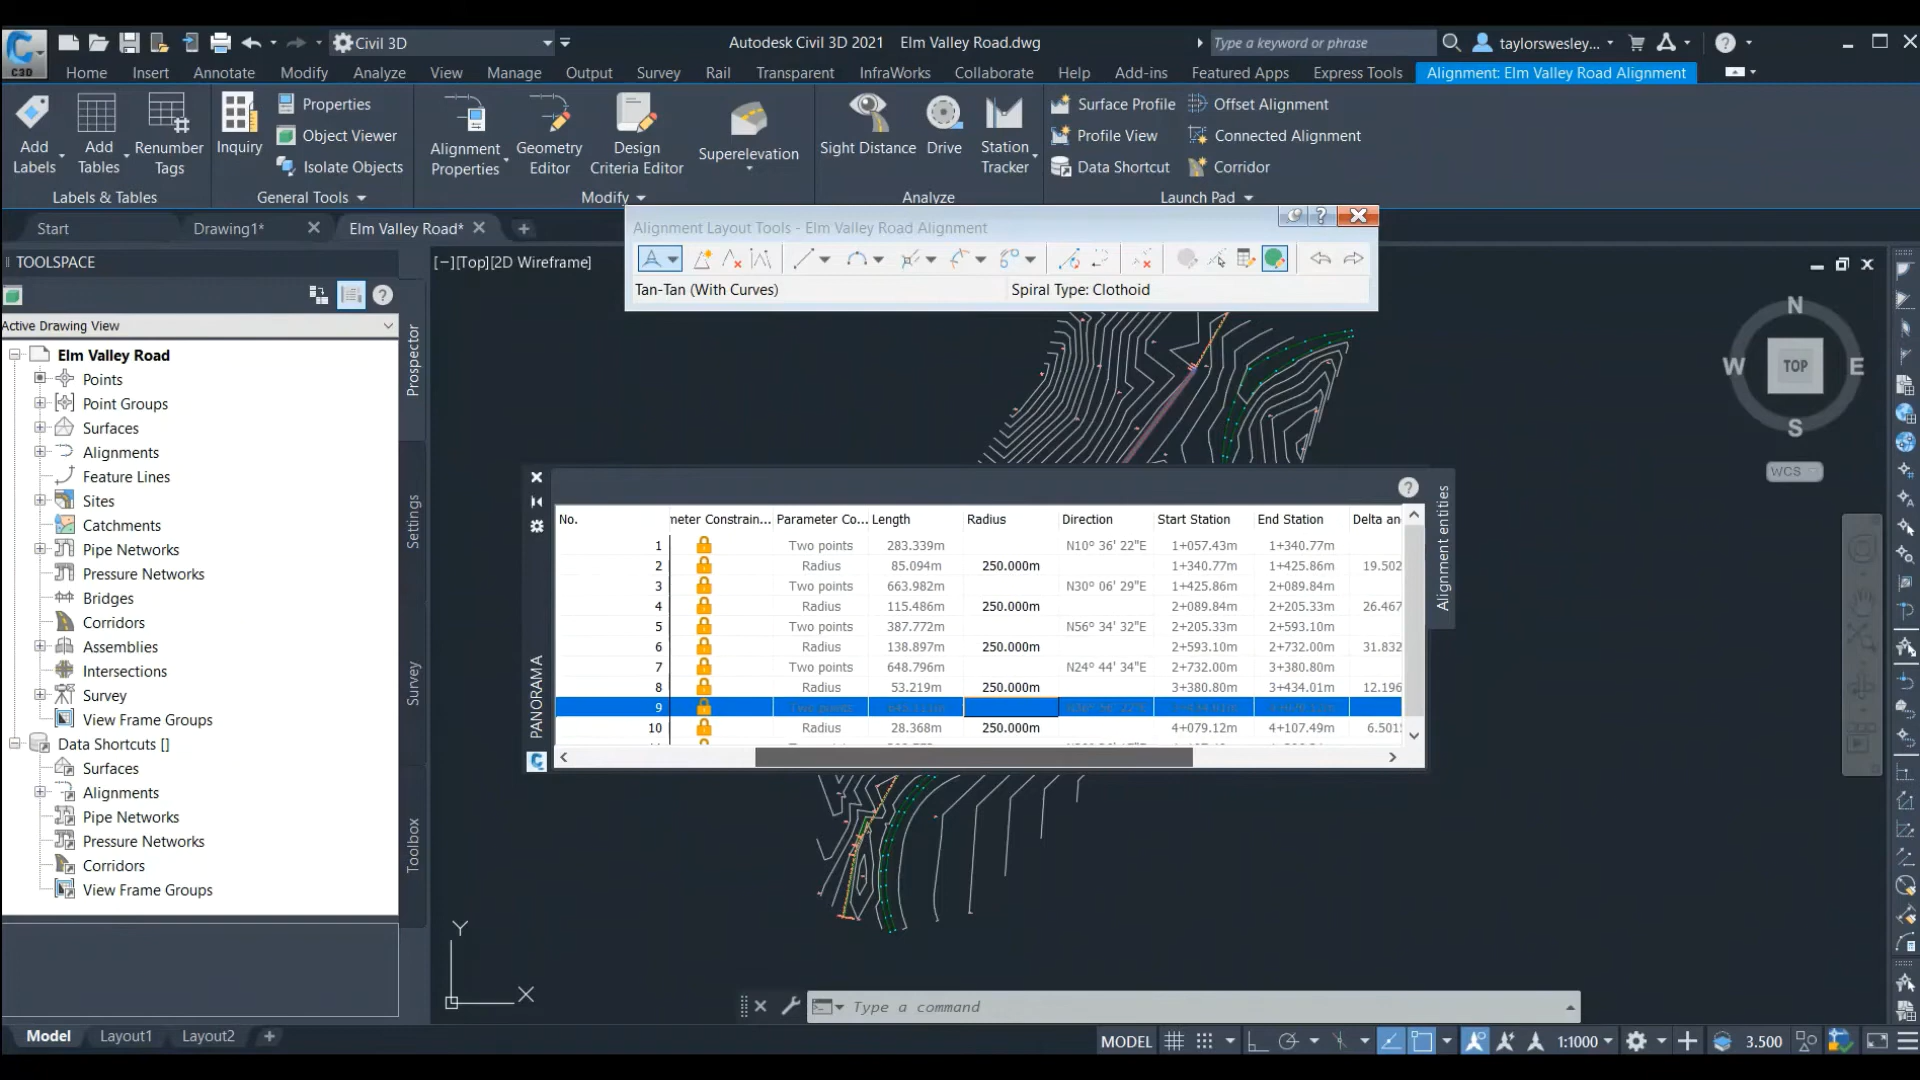 C3D
Civil 3D
Autodesk Civil 3D 2021 Elm Valley Road.dwg
Type a keyword or phrase
taylorswesley...
Home Insert Annotate Modify Analyze View Manage Output Survey Rail Transparent InfraWorks Collaborate Help Add-ins Featured Apps Express Tools Alignment: Elm Valley Road Alignment
Add Labels
Add Tables
Renumber Tags
Inquiry
Properties
Object Viewer
Isolate Objects
Alignment Properties
Geometry Editor
Design Criteria Editor
Superelevation
Sight Distance
Drive
Station Tracker
Surface Profile
Profile View
Data Shortcut
Offset Alignment
Connected Alignment
Corridor
Labels & Tables
General Tools
Modify
Analyze
Launch Pad
Start
Drawing1*
Elm Valley Road*
Alignment Layout Tools - Elm Valley Road Alignment
Tan-Tan (With Curves)
Spiral Type: Clothoid
TOOLSPACE
Active Drawing View
Elm Valley Road
Points
Point Groups
Surfaces
Alignments
Feature Lines
Sites
Catchments
Pipe Networks
Pressure Networks
Bridges
Corridors
Assemblies
Intersections
Survey
View Frame Groups
Data Shortcuts []
Surfaces
Alignments
Pipe Networks
Pressure Networks
Corridors
View Frame Groups
Prospector
Settings
Survey
Toolbox
[−][Top][2D Wireframe]
N
W TOP E
S
WCS
PANORAMA
Alignment entities
No. neter Constrain... Parameter Co... Length Radius Direction Start Station End Station Delta an
1 Two points 283.339m N10° 36' 22"E 1+057.43m 1+340.77m
2 Radius 85.094m 250.000m 1+340.77m 1+425.86m 19.502
3 Two points 663.982m N30° 06' 29"E 1+425.86m 2+089.84m
4 Radius 115.486m 250.000m 2+089.84m 2+205.33m 26.467
5 Two points 387.772m N56° 34' 32"E 2+205.33m 2+593.10m
6 Radius 138.897m 250.000m 2+593.10m 2+732.00m 31.832
7 Two points 648.796m N24° 44' 34"E 2+732.00m 3+380.80m
8 Radius 53.219m 250.000m 3+380.80m 3+434.01m 12.196
9 Two points
10 Radius 28.368m 250.000m 4+079.12m 4+107.49m 6.501
Y
X
Type a command
Model Layout1 Layout2
MODEL
1:1000
3.500